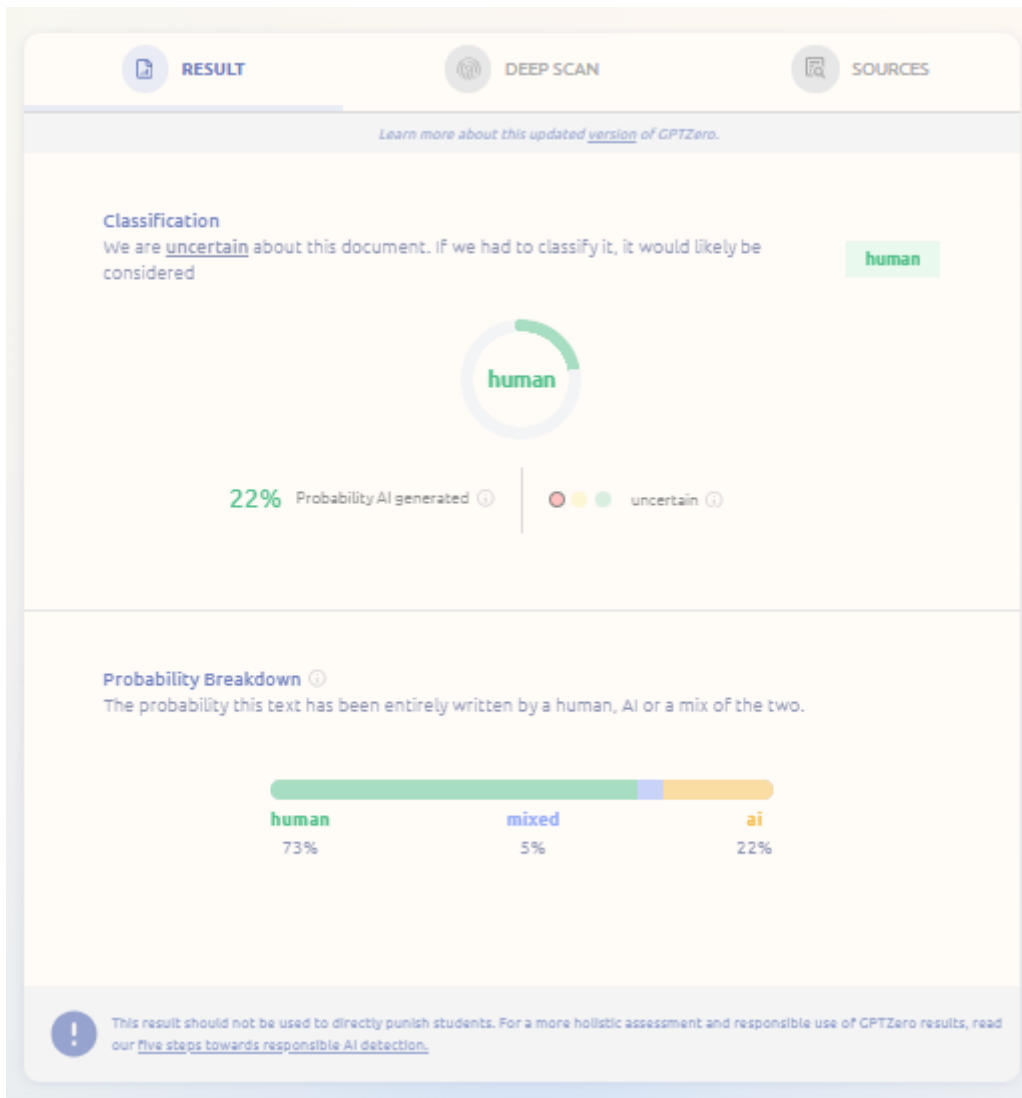 RESULT
DEEP SCAN
SOURCES
Learn more about this updated version of GPTZero.
Classification
We are uncertain about this document. If we had to classify it, it would likely be
considered
human
human
22% Probability AI generated
uncertain
Probability Breakdown
The probability this text has been entirely written by a human, AI or a mix of the two.
human mixed ai
73% 5% 22%
This result should not be used to directly punish students. For a more holistic assessment and responsible use of GPTZero results, read
our five steps towards responsible AI detection.